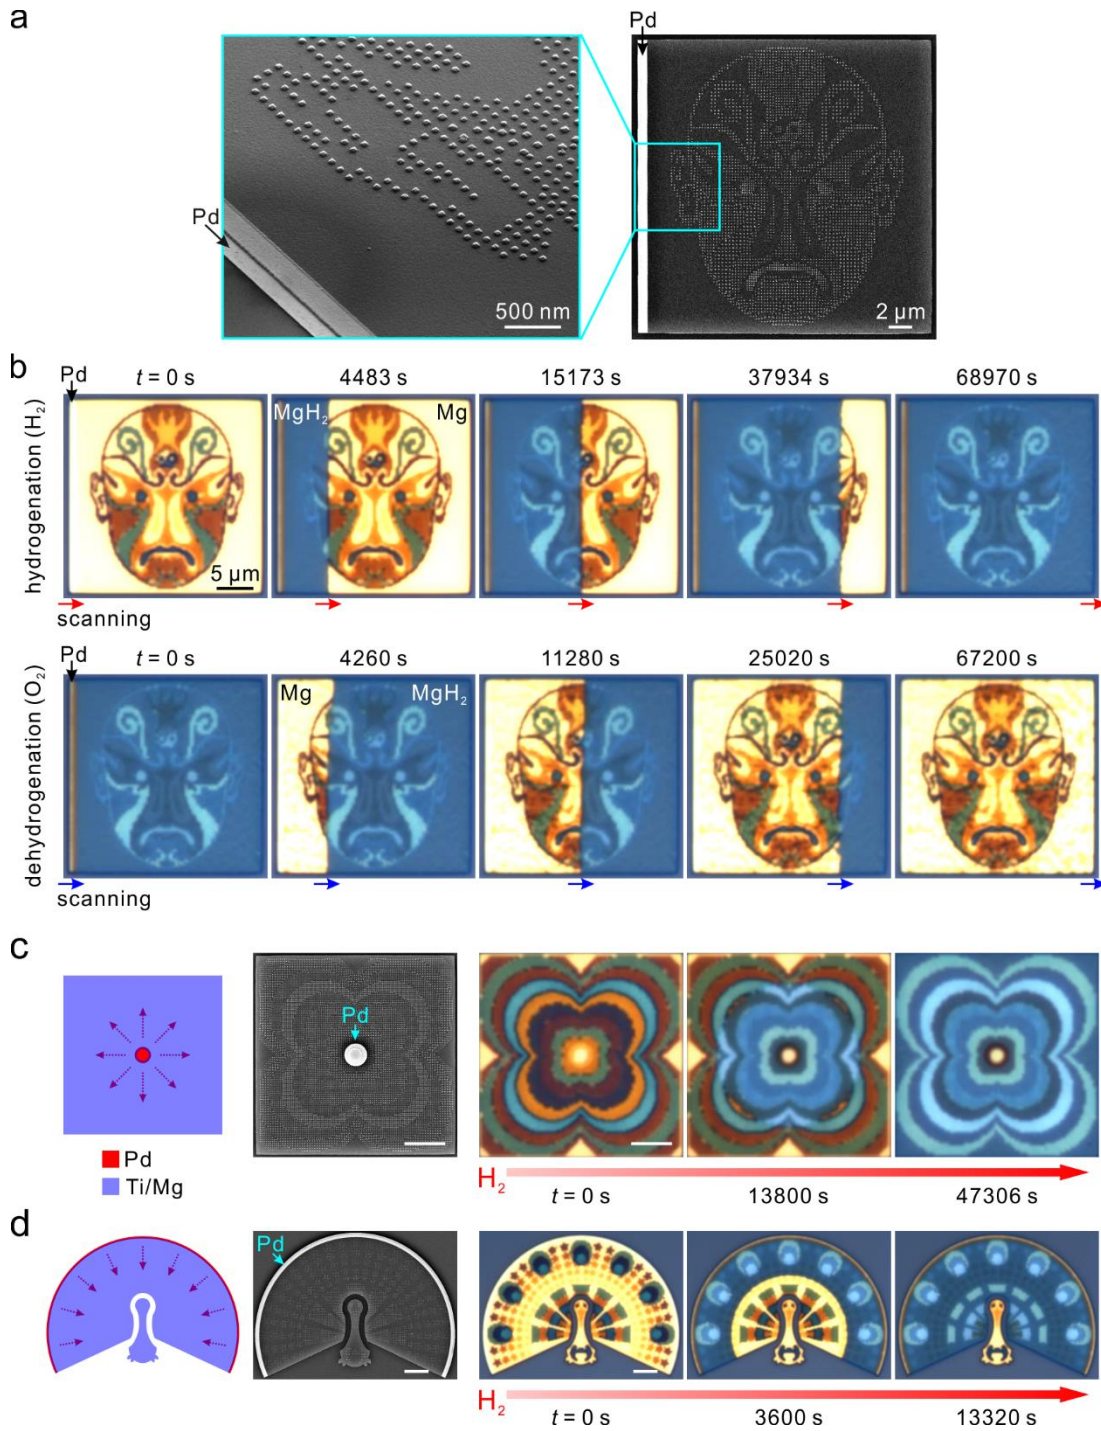 a
Pd
Pd
500 nm
2 μm
b
Pd
t = 0 s
4483 s
15173 s
37934 s
68970 s
hydrogenation (H₂)
MgH₂
Mg
5 μm
scanning
Pd
t = 0 s
4260 s
11280 s
25020 s
67200 s
dehydrogenation (O₂)
Mg
MgH₂
scanning
c
Pd
Pd
Ti/Mg
H₂
t = 0 s
13800 s
47306 s
d
Pd
H₂
t = 0 s
3600 s
13320 s